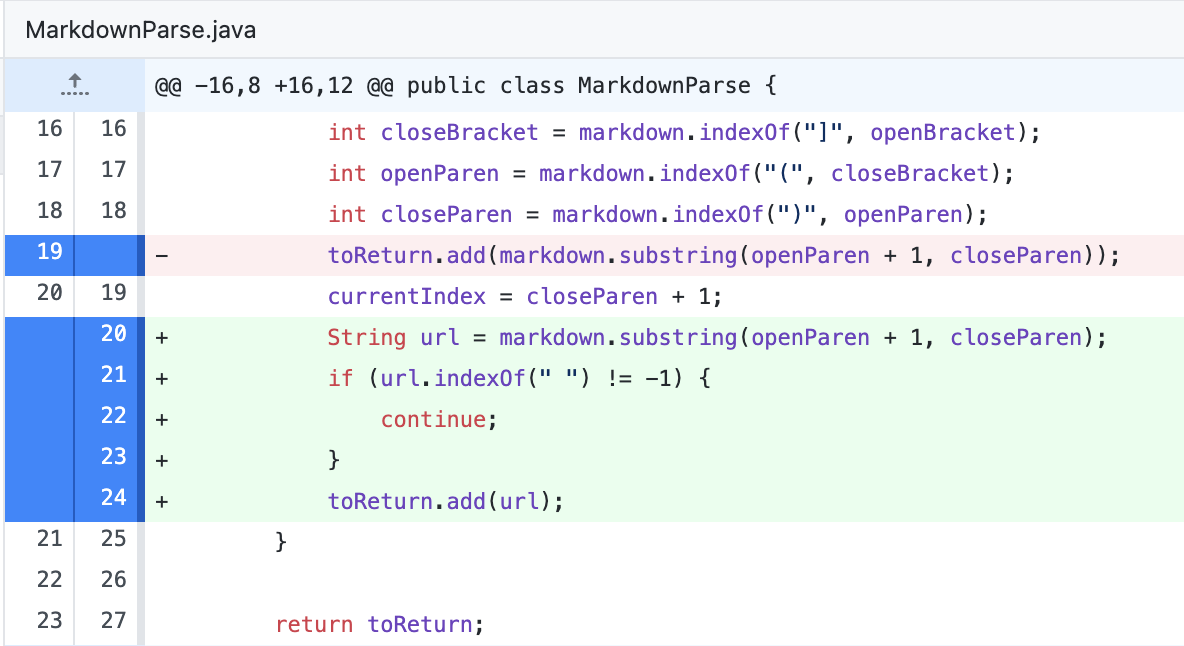 MarkdownParse.java
@@ -16,8 +16,12 @@ public class MarkdownParse {
16 16 int closeBracket = markdown.indexOf("]", openBracket);
17 17 int openParen = markdown.indexOf("(", closeBracket);
18 18 int closeParen = markdown.indexOf(")", openParen);
19 - toReturn.add(markdown.substring(openParen + 1, closeParen));
20 19 currentIndex = closeParen + 1;
20 + String url = markdown.substring(openParen + 1, closeParen);
21 + if (url.indexOf(" ") != -1) {
22 + continue;
23 + }
24 + toReturn.add(url);
21 25 }
22 26
23 27 return toReturn;